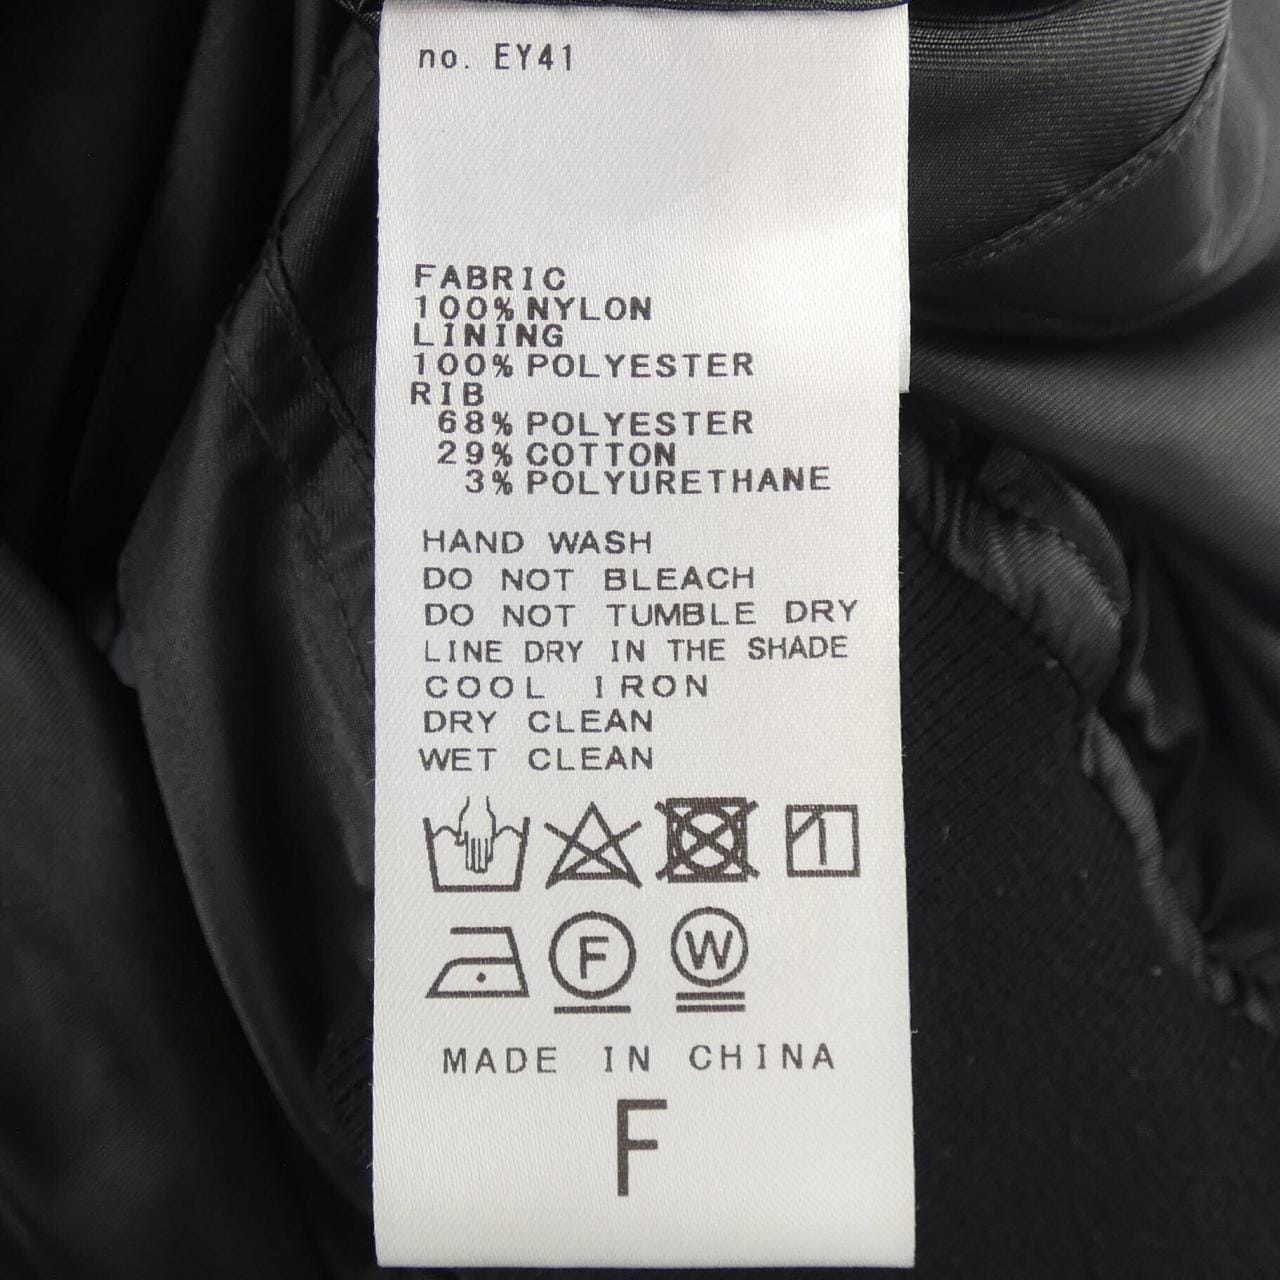 no. EY41
FABRIC
100% NYLON
LINING
100% POLYESTER
RIB
68% POLYESTER
29% COTTON
3% POLYURETHANE
HAND WASH
DO NOT BLEACH
DO NOT TUMBLE DRY
LINE DRY IN THE SHADE
COOL IRON
DRY CLEAN
WET CLEAN
F W
MADE IN CHINA
F